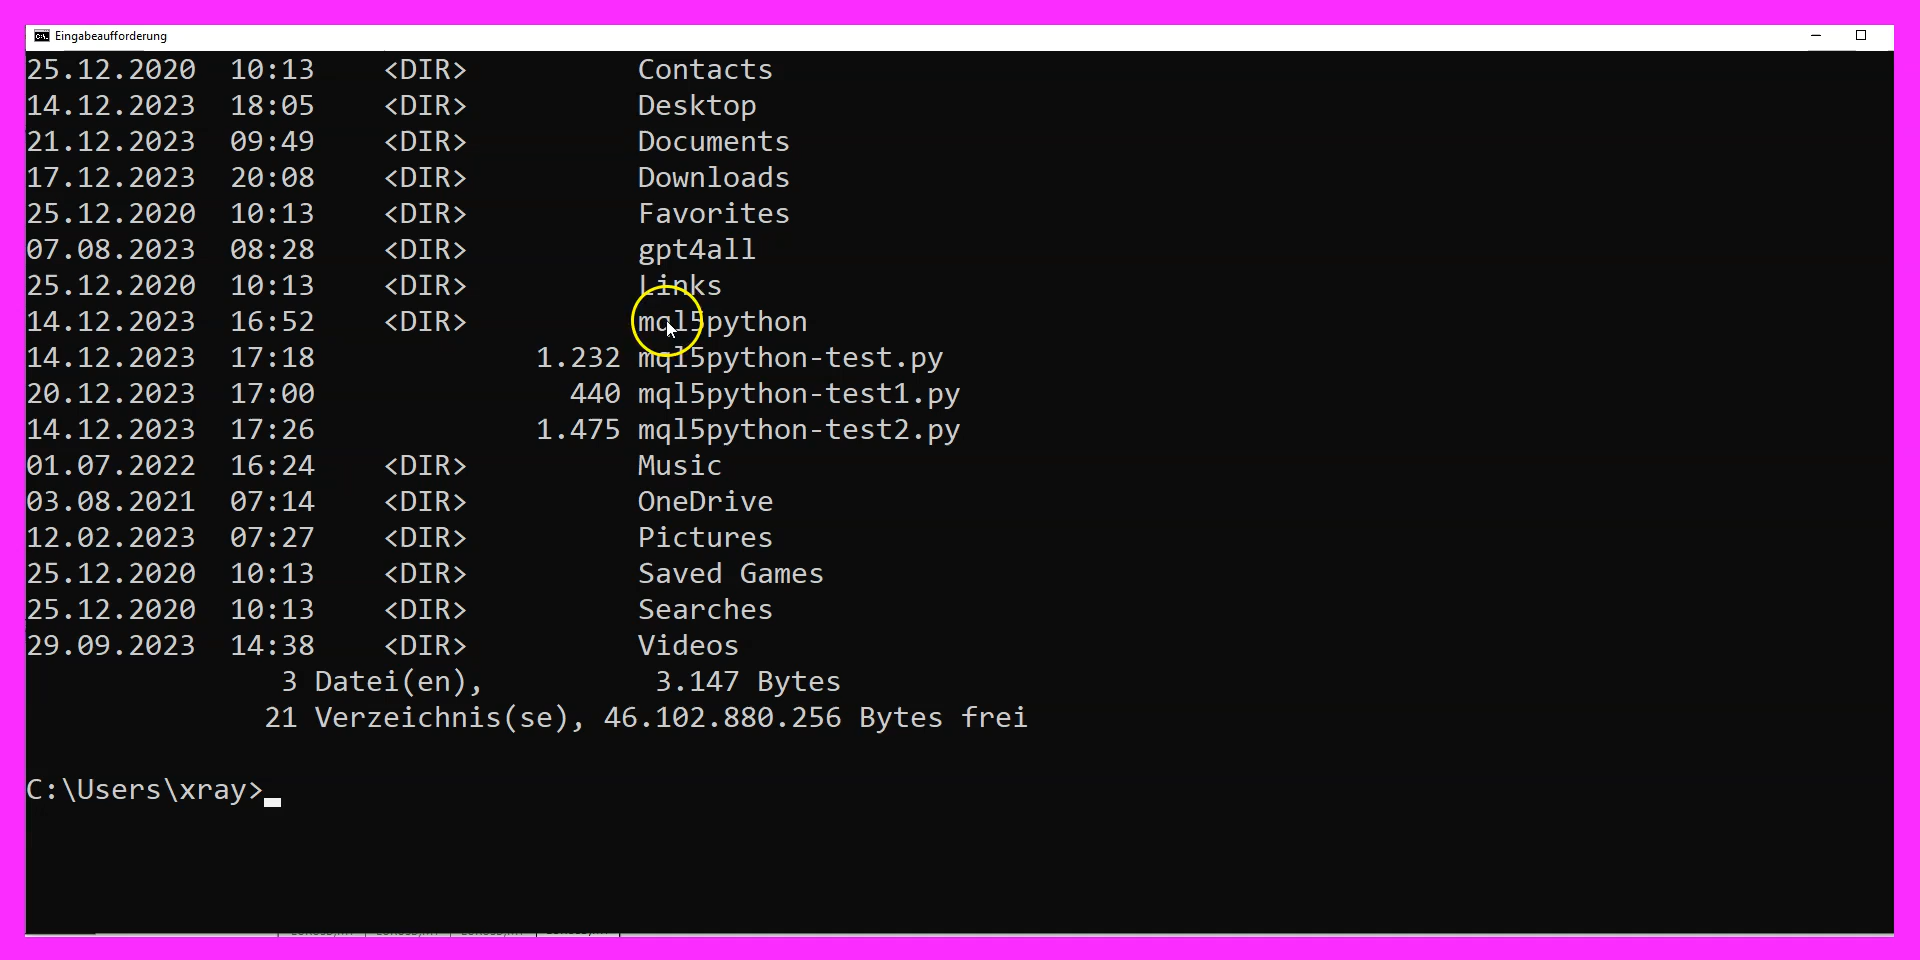 Eingabeaufforderung
25.12.2020  10:13    <DIR>          Contacts
14.12.2023  18:05    <DIR>          Desktop
21.12.2023  09:49    <DIR>          Documents
17.12.2023  20:08    <DIR>          Downloads
25.12.2020  10:13    <DIR>          Favorites
07.08.2023  08:28    <DIR>          gpt4all
25.12.2020  10:13    <DIR>          Links
14.12.2023  16:52    <DIR>          mql5python
14.12.2023  17:18             1.232 mql5python-test.py
20.12.2023  17:00               440 mql5python-test1.py
14.12.2023  17:26             1.475 mql5python-test2.py
01.07.2022  16:24    <DIR>          Music
03.08.2021  07:14    <DIR>          OneDrive
12.02.2023  07:27    <DIR>          Pictures
25.12.2020  10:13    <DIR>          Saved Games
25.12.2020  10:13    <DIR>          Searches
29.09.2023  14:38    <DIR>          Videos
               3 Datei(en),          3.147 Bytes
              21 Verzeichnis(se), 46.102.880.256 Bytes frei
C:\Users\xray>